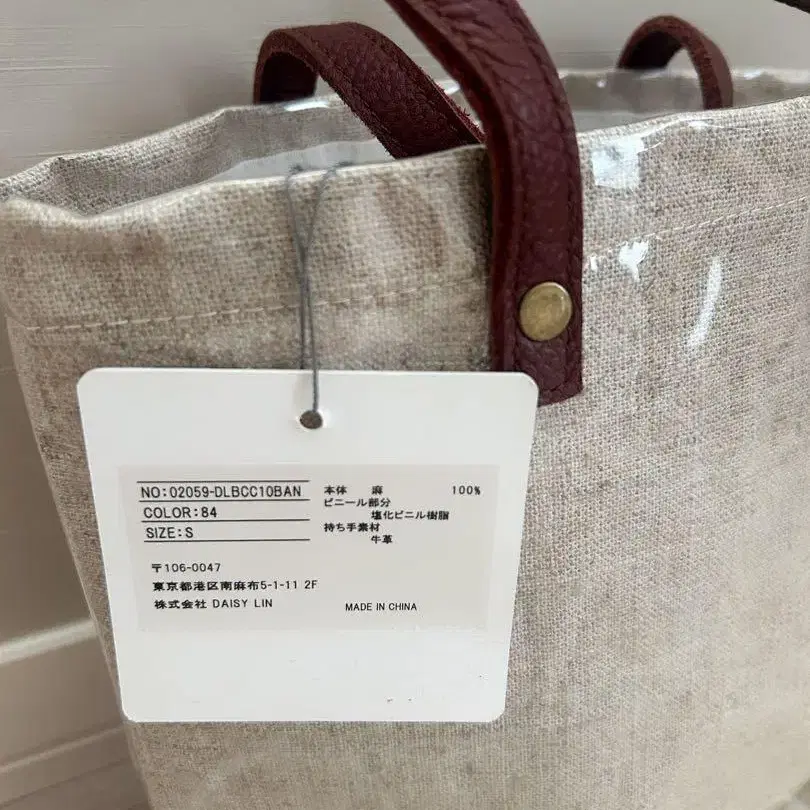 NO:02059-DLBCC10BAN
COLOR:84
SIZE:S
本体 麻 100%
ビニール部分
塩化ビニル樹脂
持ち手素材
牛革
〒106-0047
東京都港区南麻布5-1-11 2F
株式会社 DAISY LIN
MADE IN CHINA